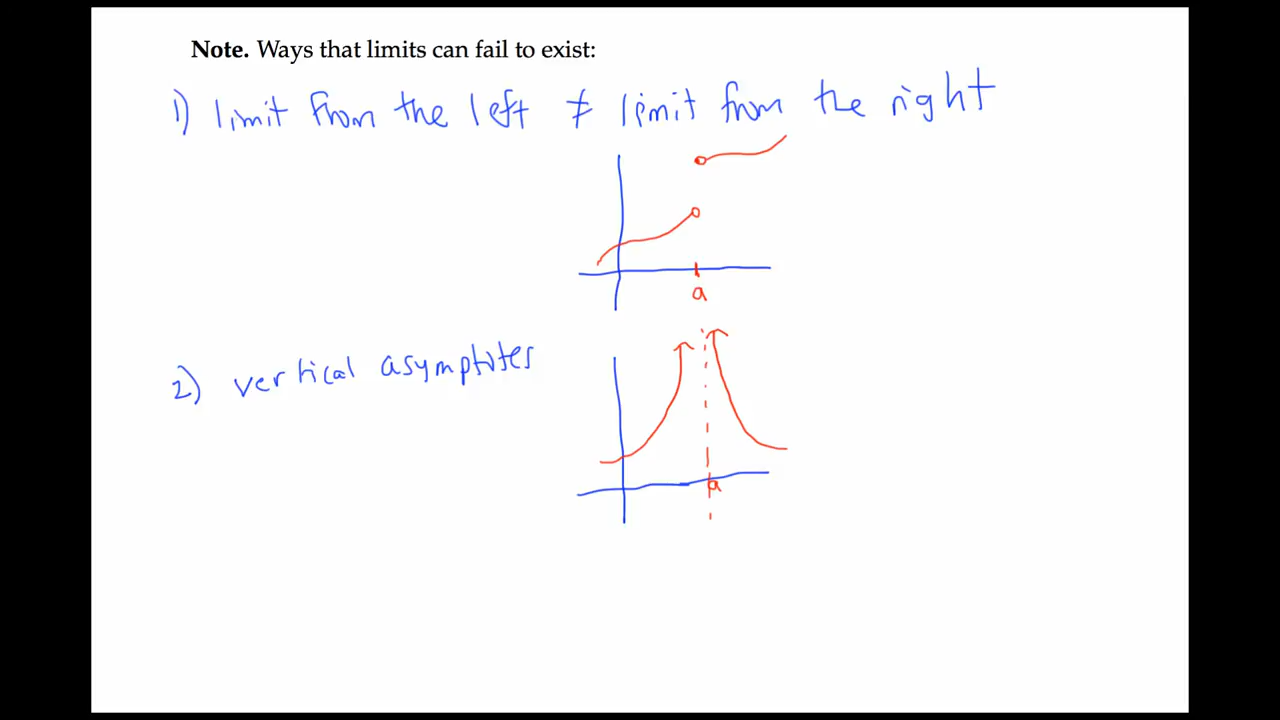 Note. Ways that limits can fail to exist:
1) limit from the left ≠ limit from the right
a
2) vertical asymptotes
a